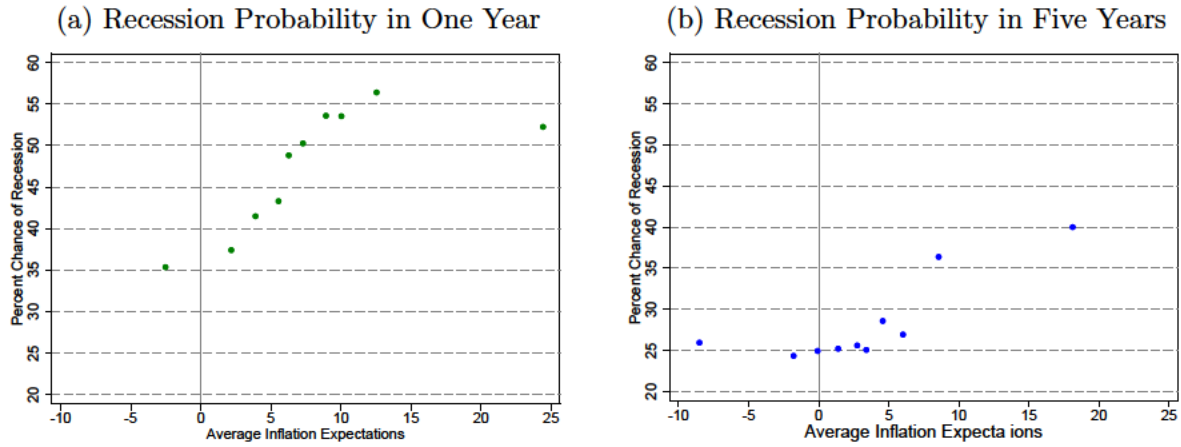 (a) Recession Probability in One Year
Percent Chance of Recession
60
55
50
45
40
35
30
25
20
-10 -5 0 5 10 15 20 25
Average Inflation Expectations
(b) Recession Probability in Five Years
Percent Chance of Recession
60
55
50
45
40
35
30
25
20
-10 -5 0 5 10 15 20 25
Average Inflation Expecta ions